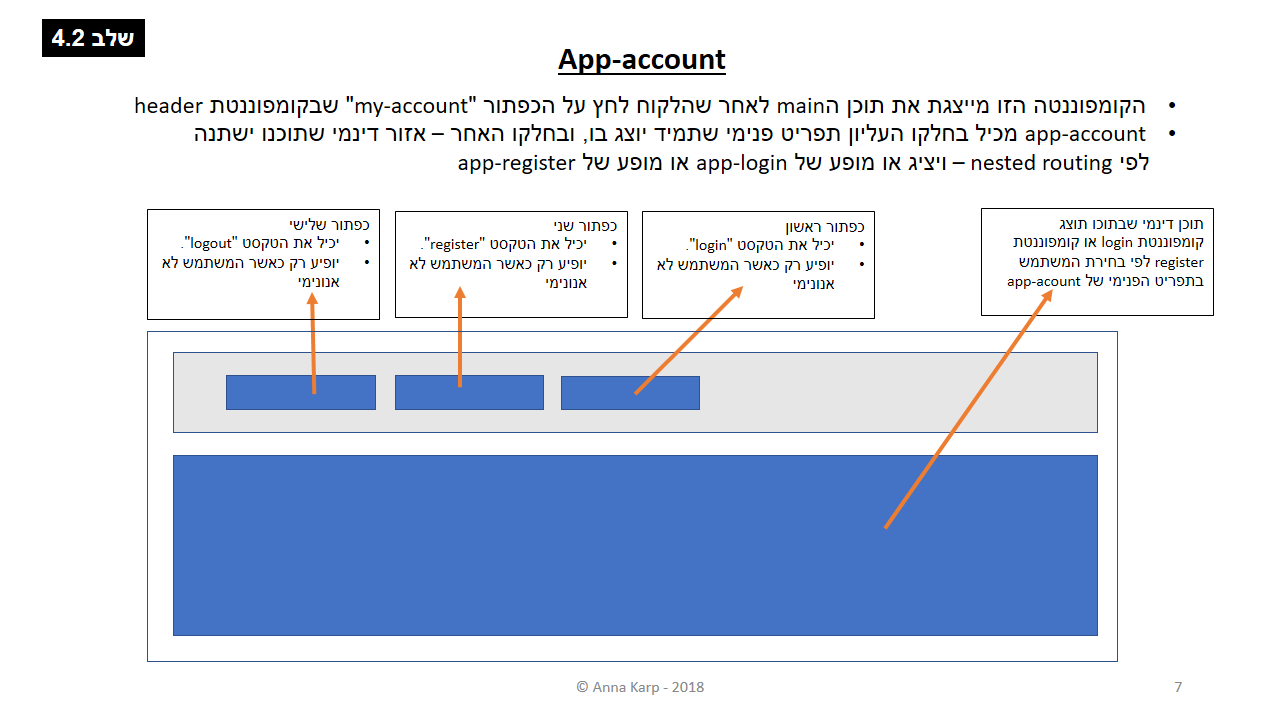 שלב 4.2
App-account
• הקומפוננטה הזו מייצגת את תוכן הmain לאחר שהלקוח לחץ על הכפתור "my-account" שבקומפוננטת header
• app-account מכיל בחלקו העליון תפריט פנימי שתמיד יוצג בו, ובחלקו האחר – אזור דינמי שתוכנו ישתנה
לפי nested routing – ויציג או מופע של app-login או מופע של app-register
תוכן דינמי שבתוכו תוצג
קומפוננטת login או קומפוננטת
register לפי בחירת המשתמש
בתפריט הפנימי של app-acount
כפתור ראשון
• יכיל את הטקסט "login".
• יופיע רק כאשר המשתמש לא
אנונימי
כפתור שני
• יכיל את הטקסט "register".
• יופיע רק כאשר המשתמש לא
אנונימי
כפתור שלישי
• יכיל את הטקסט "logout".
• יופיע רק כאשר המשתמש לא
אנונימי
© Anna Karp - 2018
7